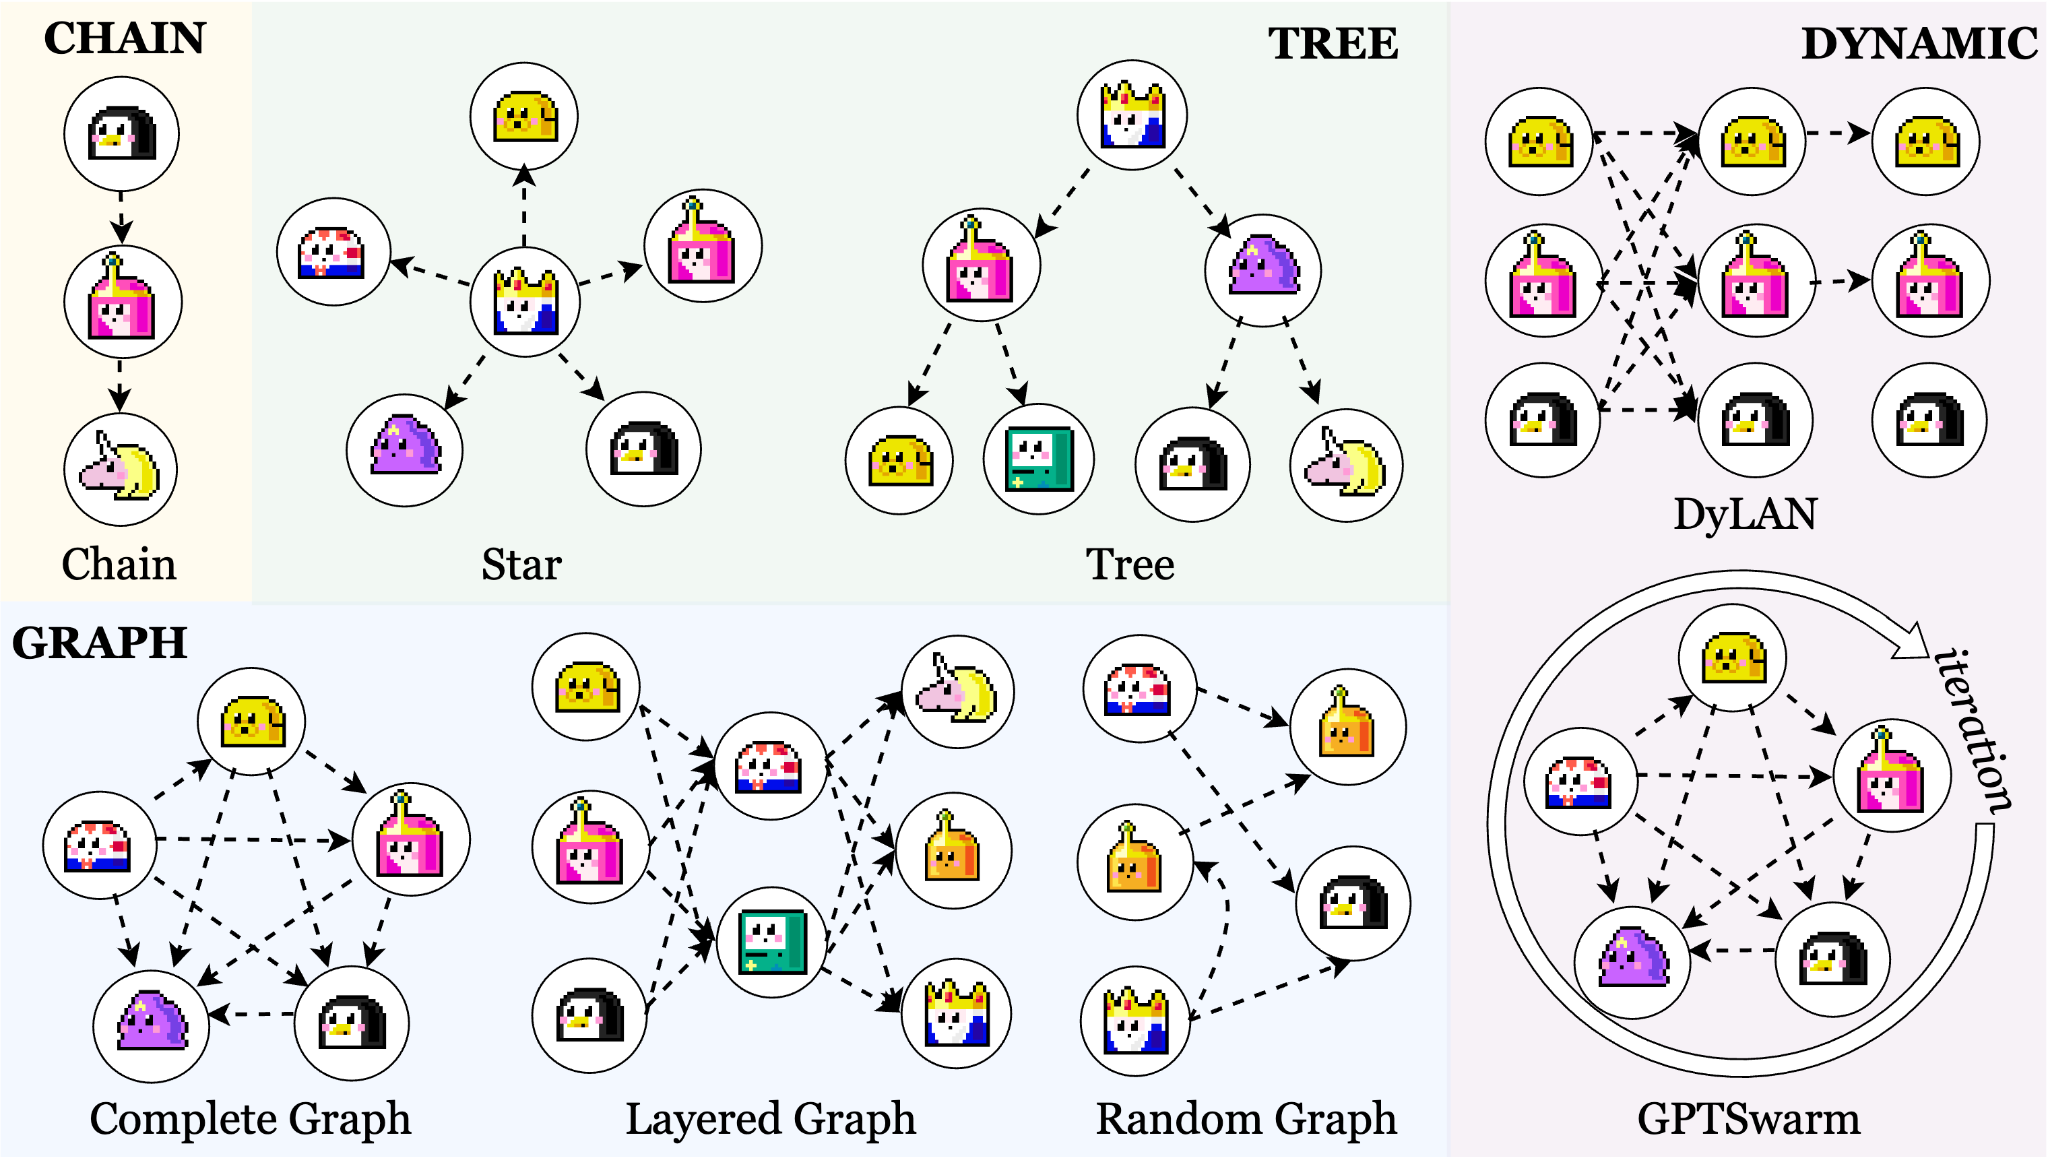 CHAIN
Chain
TREE
Star
Tree
DYNAMIC
DyLAN
iteration
GPTSwarm
GRAPH
Complete Graph
Layered Graph
Random Graph